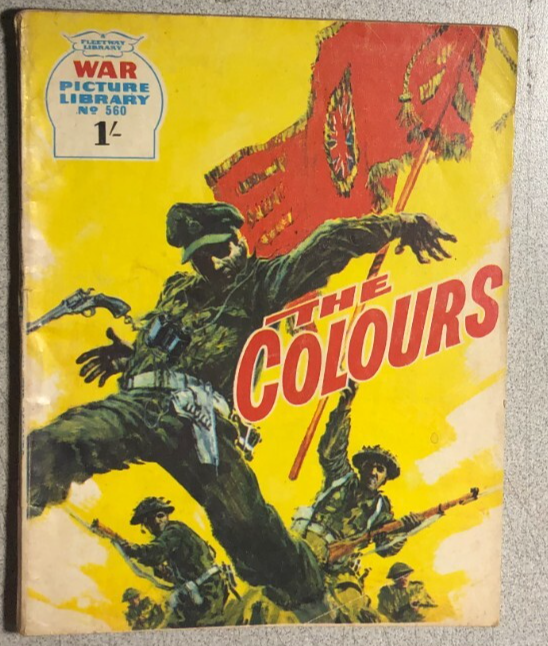 A
FLEETWAY
LIBRARY
WAR
PICTURE
LIBRARY
Nº 560
1/-
THE
COLOURS